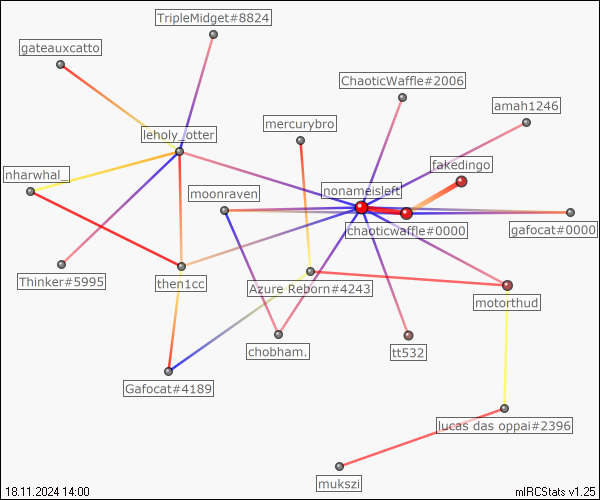 TripleMidget#8824
gateauxcatto
ChaoticWaffle#2006
amah1246
mercurybro
leholy_otter
fakedingo
nharwhal_
moonraven
nonameisleft
chaoticwaffle#0000
gafocat#0000
Thinker#5995
then1cc
Azure Reborn#4243
motorthud
chobham.
tt532
Gafocat#4189
lucas das oppai#2396
mukszi
18.11.2024 14:00
mIRCStats v1.25